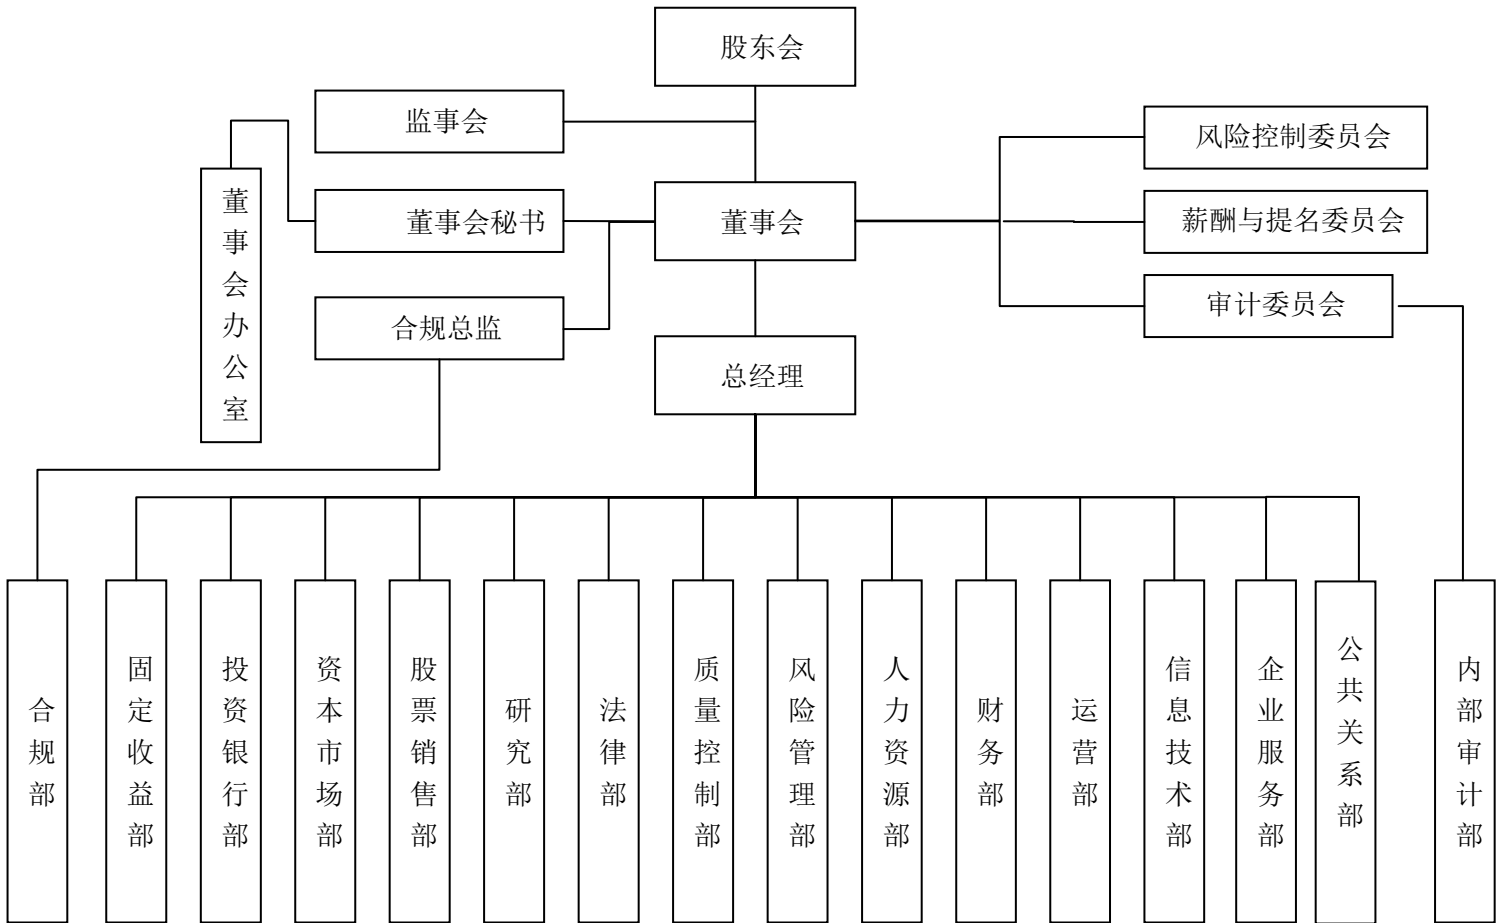 股东会
监事会
风险控制委员会
董事会办公室
董事会秘书
董事会
薪酬与提名委员会
合规总监
审计委员会
总经理
合规部
固定收益部
投资银行部
资本市场部
股票销售部
研究部
法律部
质量控制部
风险管理部
人力资源部
财务部
运营部
信息技术部
企业服务部
公共关系部
内部审计部